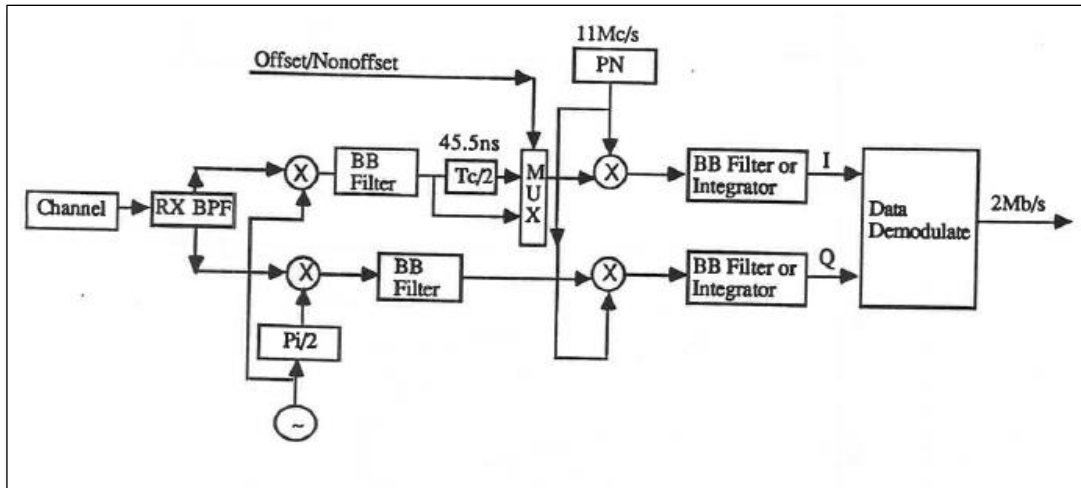 11Mc/s
Offset/Nonoffset
PN
45.5ns
BB
Filter
Tc/2
M
U
X
X
X
BB Filter or
Integrator
I
Channel
RX BPF
Data
Demodulate
2Mb/s
X
BB
Filter
X
BB Filter or
Integrator
Q
Pi/2
~